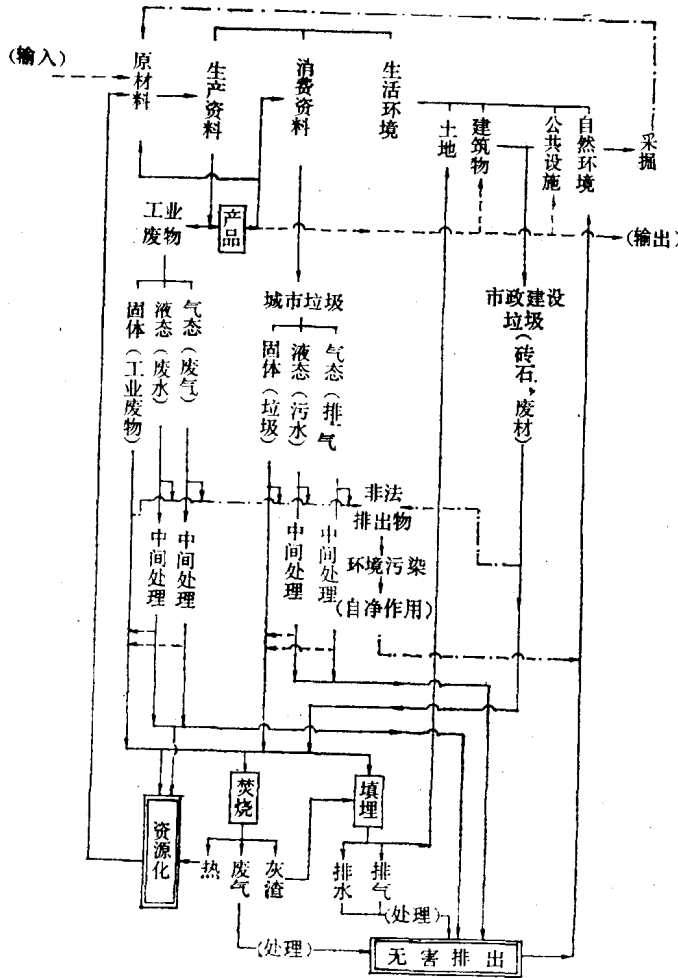 (输入)
原材料
生产资料
消费资料
生活环境
土地
建筑物
公共设施
自然环境
采掘
工业
废物
产品
(输出)
固体(工业废物)
液态(废水)
气态(废气)
城市垃圾
固体(垃圾)
液态(污水)
气态(排气)
市政建设
垃圾(砖石,废材)
非法
排出物
环境污染
(自净作用)
中间处理
中间处理
中间处理
中间处理
焚烧
填埋
资源化
热
废气
灰渣
排水
排气
(处理)
(处理)
无害排出